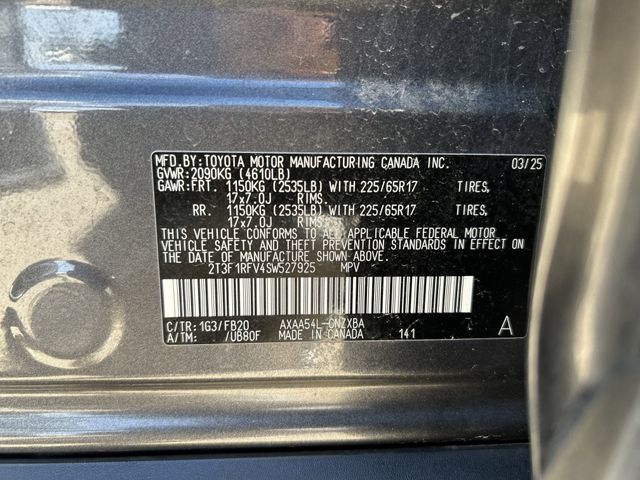 MFD.BY:TOYOTA MOTOR MANUFACTURING CANADA INC. 03/25
GVWR:2090KG (4610LB)
GAWR:FRT. 1150KG (2535LB) WITH 225/65R17 TIRES,
17x7.0J RIMS.
RR. 1150KG (2535LB) WITH 225/65R17 TIRES,
17x7.0J RIMS.
THIS VEHICLE CONFORMS TO ALL APPLICABLE FEDERAL MOTOR
VEHICLE SAFETY AND THEFT PREVENTION STANDARDS IN EFFECT ON
THE DATE OF MANUFACTURE SHOWN ABOVE.
2T3F1RFV4SW527925 MPV
C/TR:1G3/FB20 AXAA54L-CNZXBA
A/TM: /UB80F MADE IN CANADA 141 A